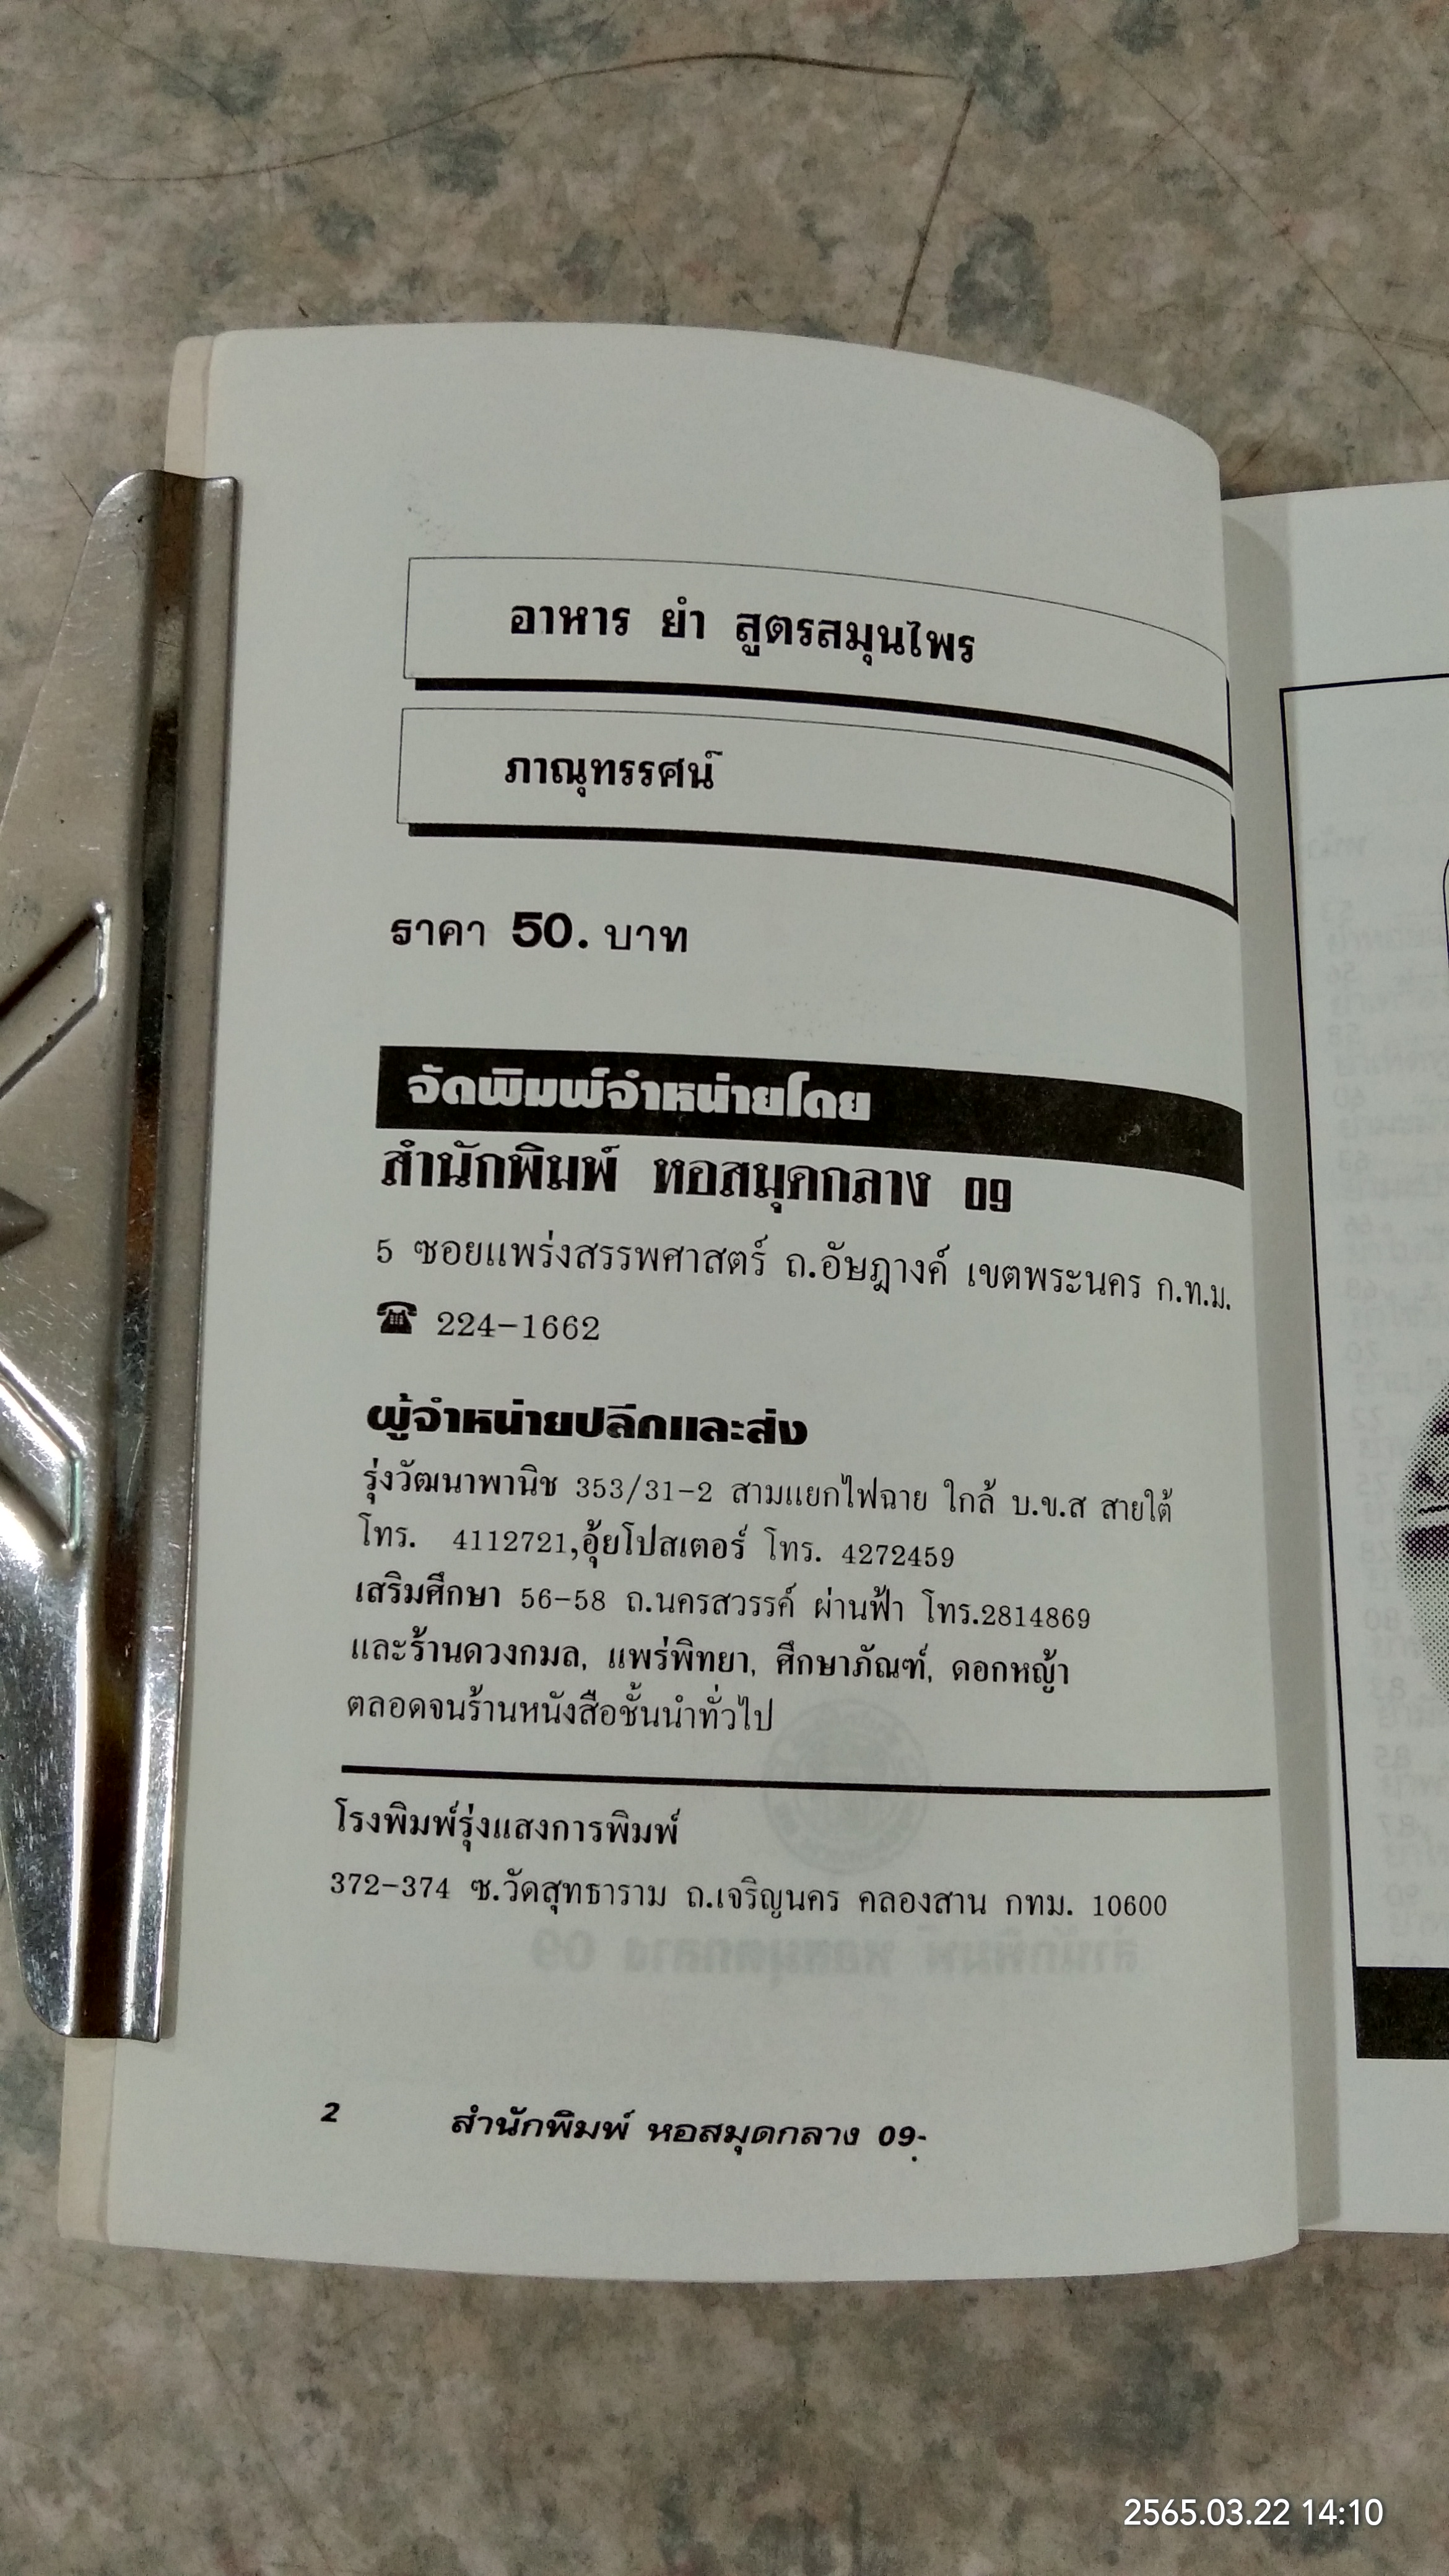 อาหาร ยำ สูตรสมุนไพร
ภาณุทรรศน์
ราคา 50. บาท
จัดพิมพ์จำหน่ายโดย
สำนักพิมพ์ หอสมุดกลาง 09
5 ซอยแพร่งสรรพศาสตร์ ถ.อัษฎางค์ เขตพระนคร ก.ท.ม.
☎ 224-1662
ผู้จำหน่ายปลีกและส่ง
รุ่งวัฒนาพานิช 353/31-2 สามแยกไฟฉาย ใกล้ บ.ข.ส สายใต้
โทร. 4112721,อุ้ยโปสเตอร์ โทร. 4272459
เสริมศึกษา 56-58 ถ.นครสวรรค์ ผ่านฟ้า โทร.2814869
และร้านดวงกมล, แพร่พิทยา, ศึกษาภัณฑ์, ดอกหญ้า
ตลอดจนร้านหนังสือชั้นนำทั่วไป
โรงพิมพ์รุ่งแสงการพิมพ์
372-374 ซ.วัดสุทธาราม ถ.เจริญนคร คลองสาน กทม. 10600
2 สำนักพิมพ์ หอสมุดกลาง 09-
2565.03.22 14:10